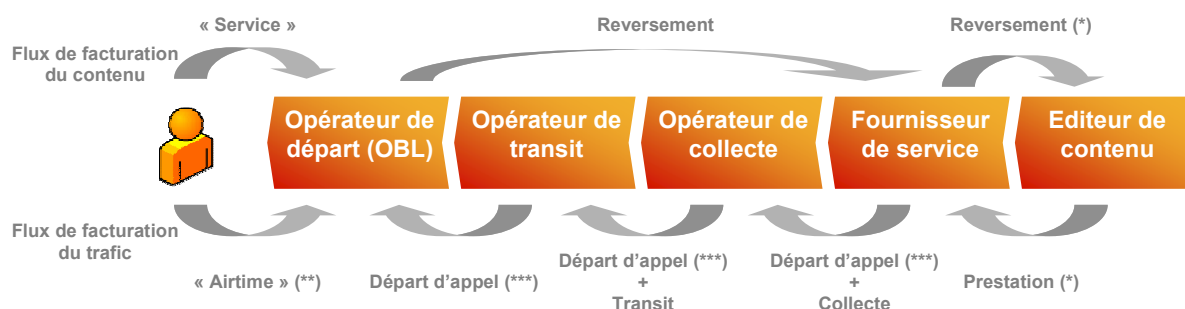 « Service »
Reversement
Reversement (*)
Flux de facturation
du contenu
Opérateur de
départ (OBL)
Opérateur de
transit
Opérateur de
collecte
Fournisseur
de service
Editeur de
contenu
Flux de facturation
du trafic
« Airtime » (**)
Départ d’appel (***)
Départ d’appel (***)
+
Transit
Départ d’appel (***)
+
Collecte
Prestation (*)